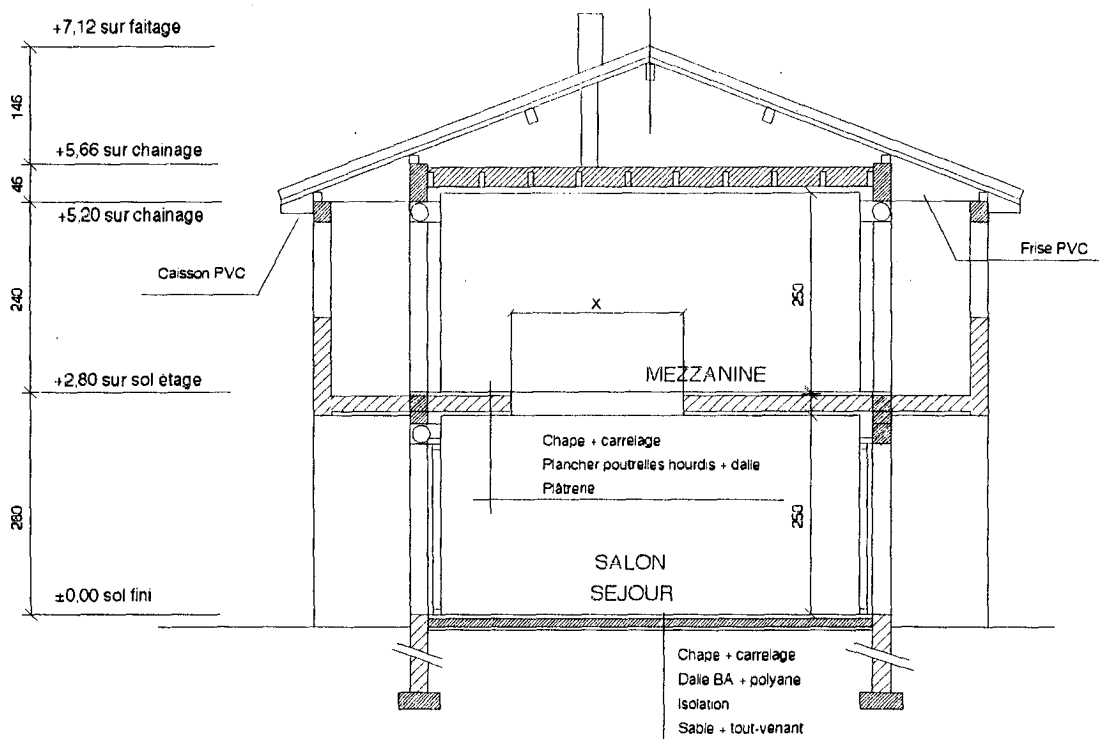 +7,12 sur faitage
146
+5,66 sur chainage
46
+5,20 sur chainage
Caisson PVC
Frise PVC
240
X
250
+2,80 sur sol étage
MEZZANINE
Chape + carrelage
Plancher poutrelles hourdis + dalle
Plâtrerie
280
250
SALON
SEJOUR
±0,00 sol fini
Chape + carrelage
Dalle BA + polyane
Isolation
Sable + tout-venant